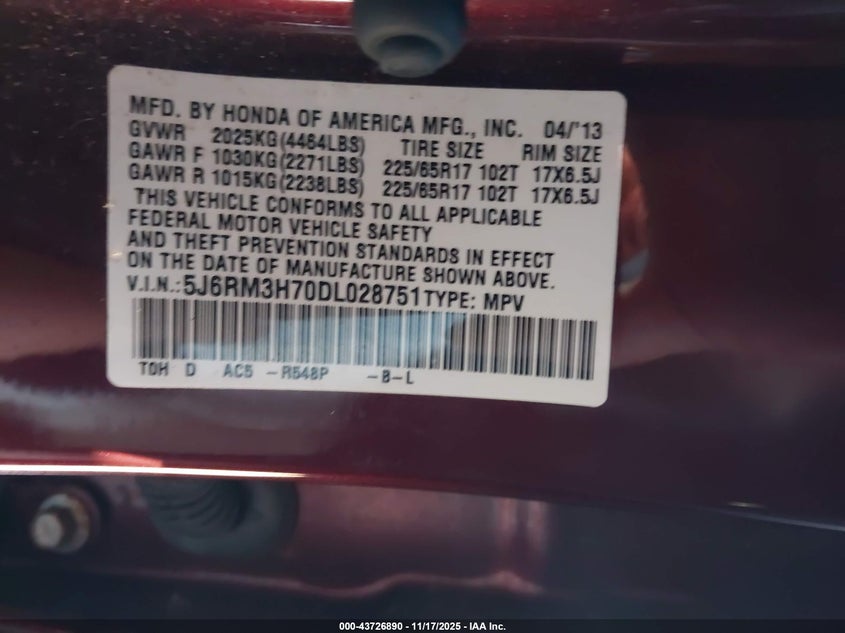 MFD. BY HONDA OF AMERICA MFG., INC. 04/'13
GVWR 2025KG(4464LBS) TIRE SIZE RIM SIZE
GAWR F 1030KG(2271LBS) 225/65R17 102T 17X6.5J
GAWR R 1015KG(2238LBS) 225/65R17 102T 17X6.5J
THIS VEHICLE CONFORMS TO ALL APPLICABLE
FEDERAL MOTOR VEHICLE SAFETY
AND THEFT PREVENTION STANDARDS IN EFFECT
ON THE DATE OF MANUFACTURE SHOWN ABOVE.
V.I.N.:5J6RM3H70DL028751 TYPE: MPV
TOH D AC5 -R548P -B-L
000-43726890 - 11/17/2025 - IAA Inc.